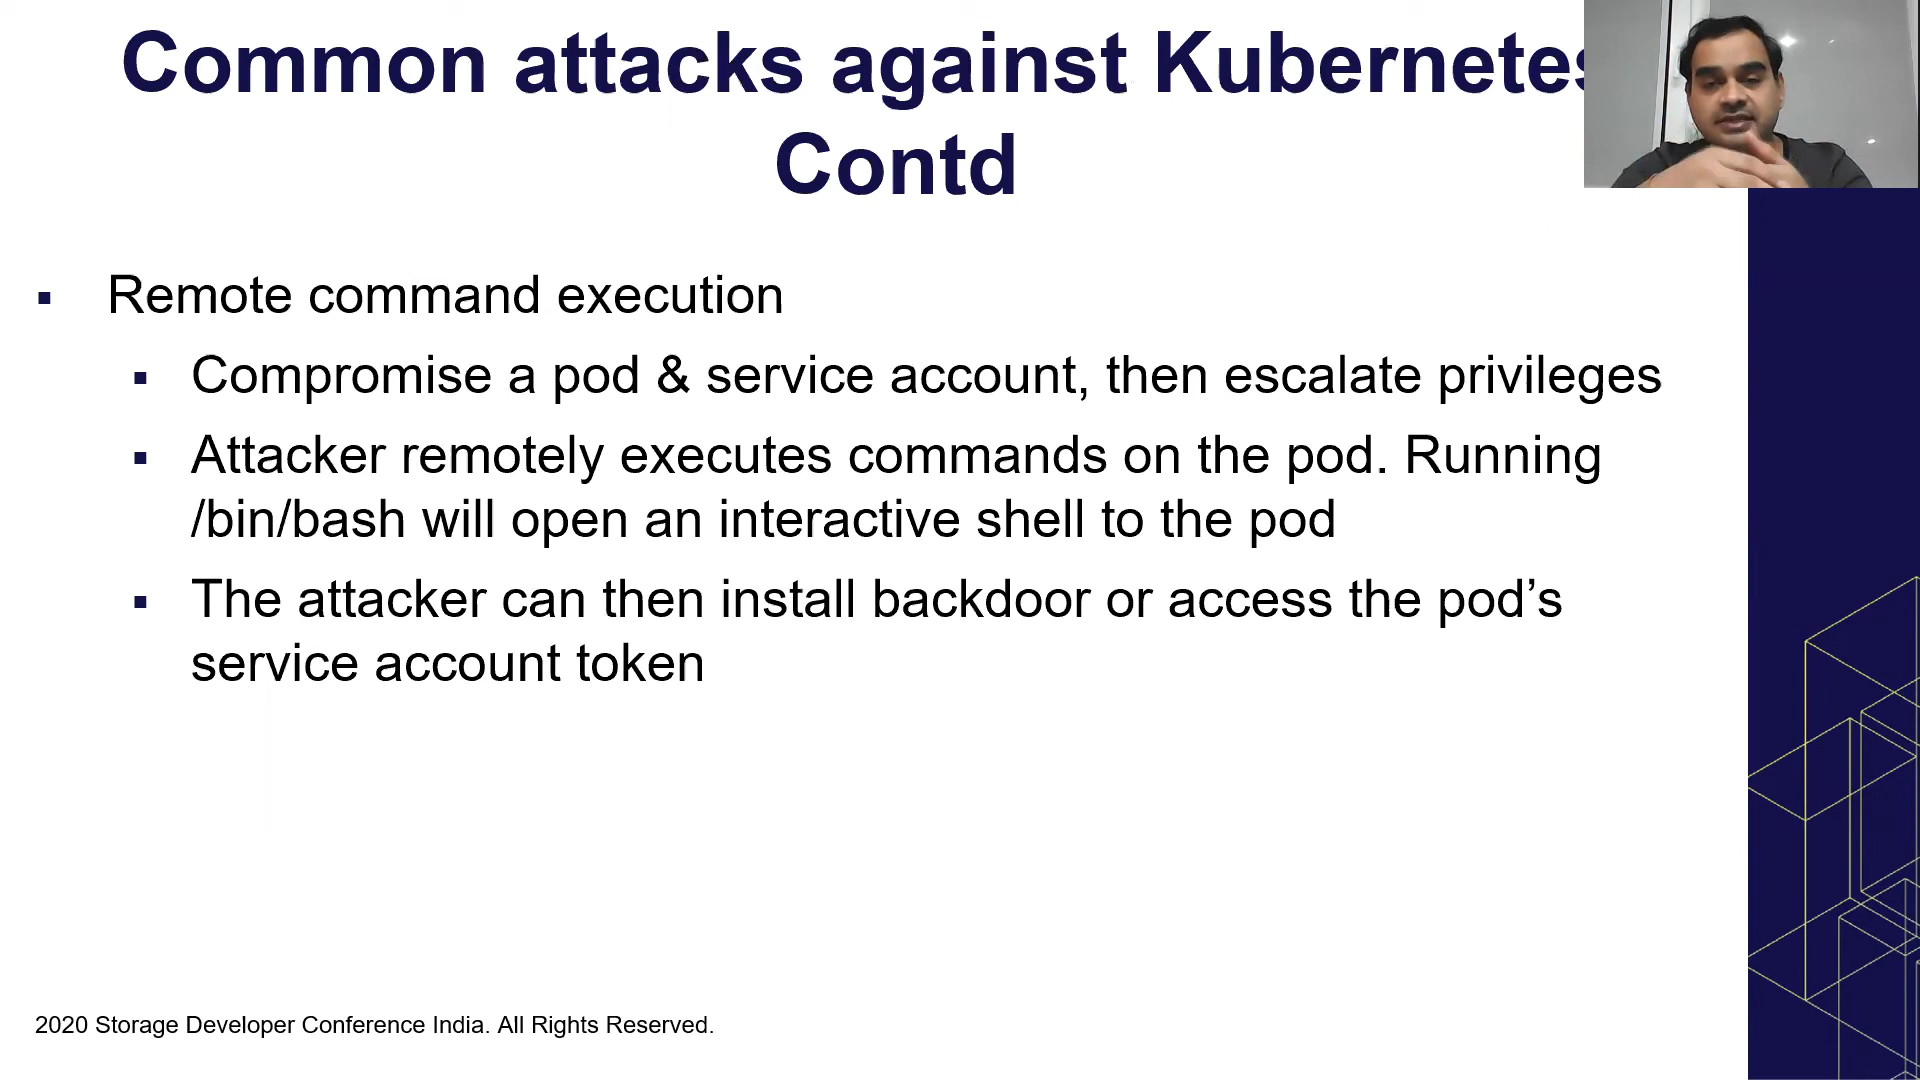 Common attacks against Kubernetes
Contd
▪ Remote command execution
▪ Compromise a pod & service account, then escalate privileges
▪ Attacker remotely executes commands on the pod. Running
/bin/bash will open an interactive shell to the pod
▪ The attacker can then install backdoor or access the pod’s
service account token
2020 Storage Developer Conference India. All Rights Reserved.